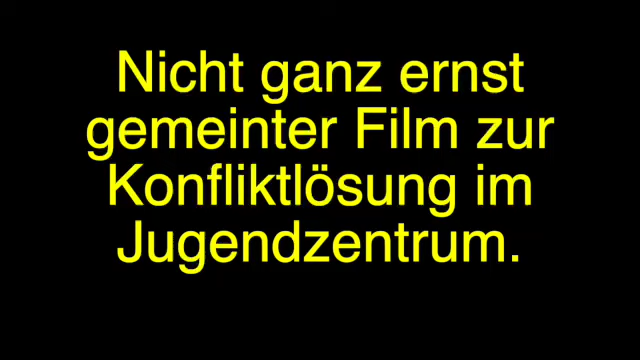 Nicht ganz ernst
gemeinter Film zur
Konfliktlösung im
Jugendzentrum.